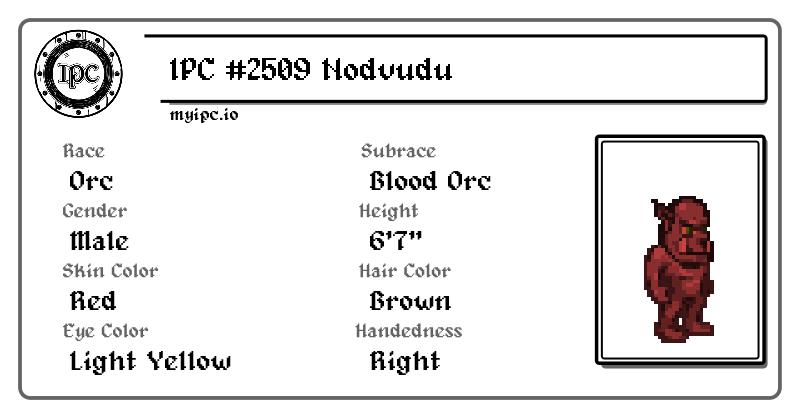 IPC
IPC #2509 Nodvudu
myipc.io
Race
Orc
Subrace
Blood Orc
Gender
Male
Height
6'7"
Skin Color
Red
Hair Color
Brown
Eye Color
Light Yellow
Handedness
Right